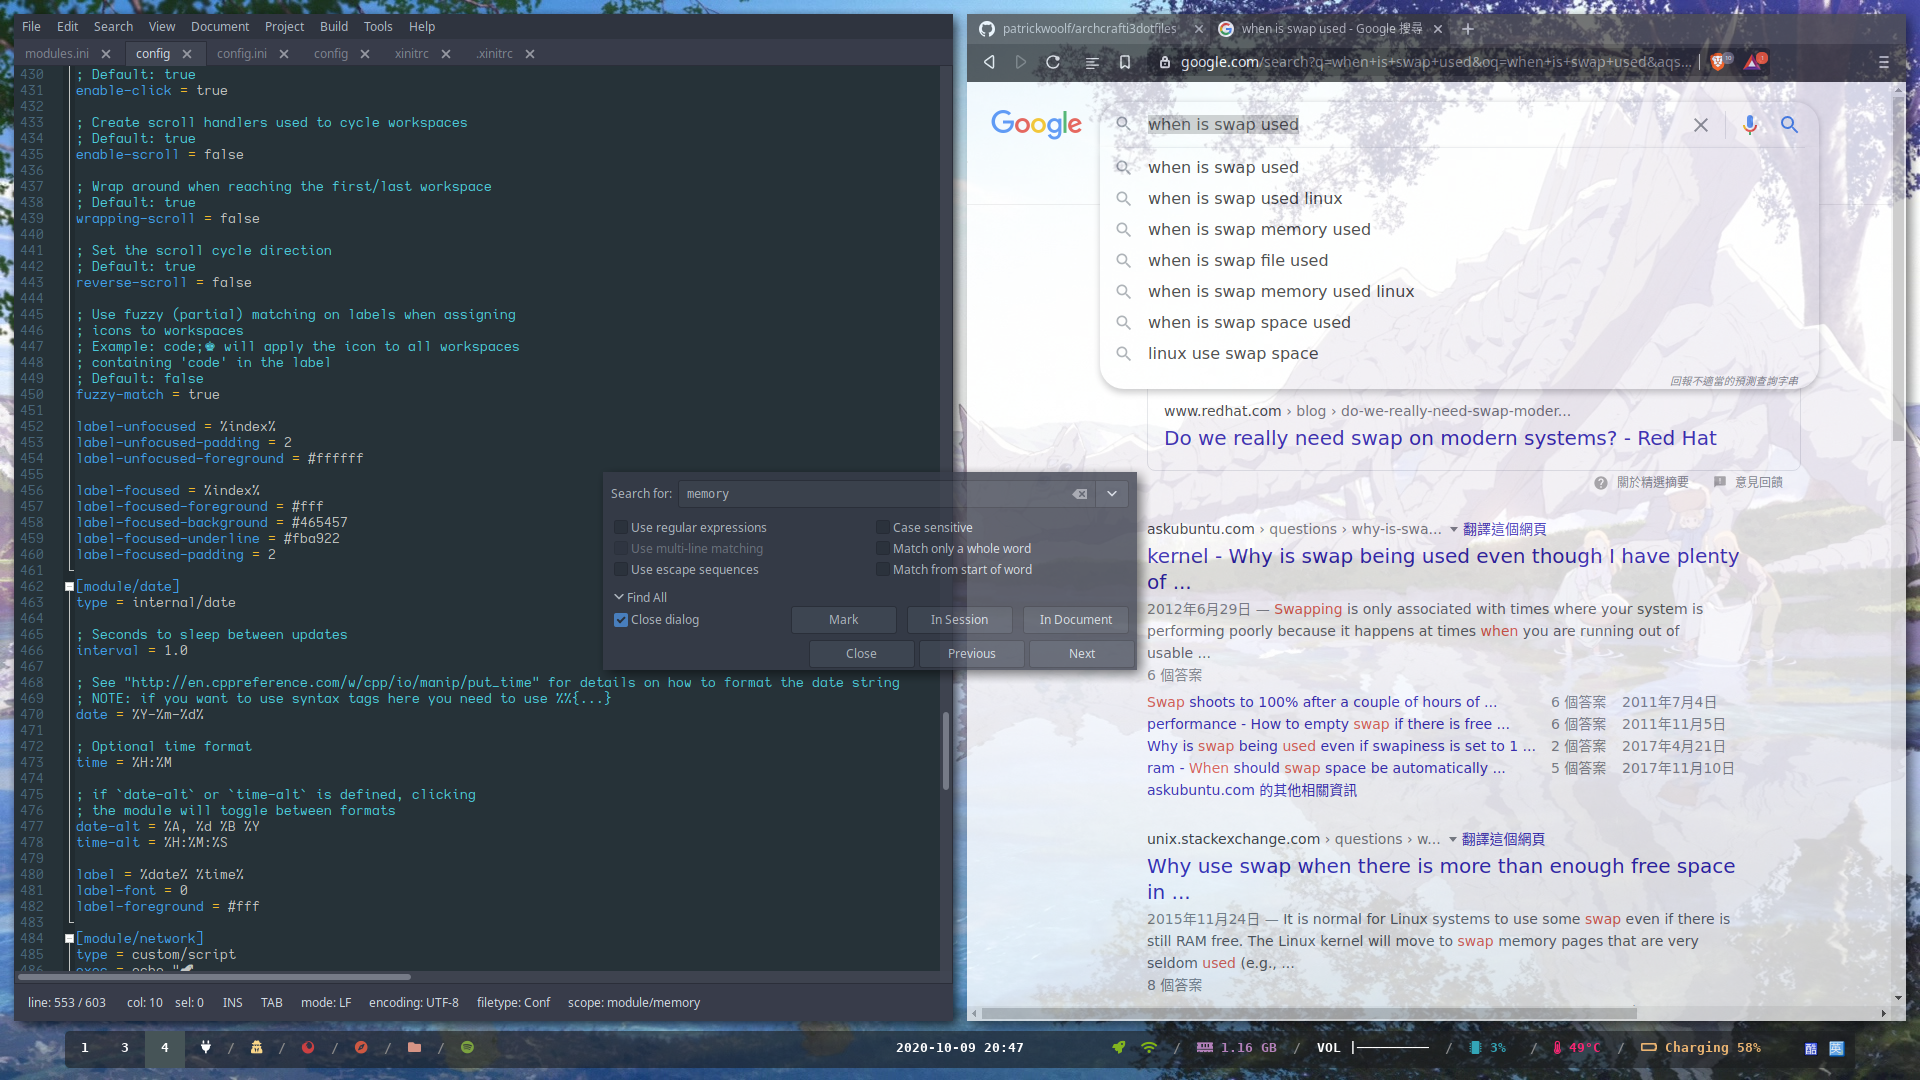 File Edit Search View Document Project Build Tools Help
modules.ini config config.ini config xinitrc .xinitrc
430 ; Default: true
431 enable-click = true
432
433 ; Create scroll handlers used to cycle workspaces
434 ; Default: true
435 enable-scroll = false
436
437 ; Wrap around when reaching the first/last workspace
438 ; Default: true
439 wrapping-scroll = false
440
441 ; Set the scroll cycle direction
442 ; Default: true
443 reverse-scroll = false
444
445 ; Use fuzzy (partial) matching on labels when assigning
446 ; icons to workspaces
447 ; Example: code;♚ will apply the icon to all workspaces
448 ; containing 'code' in the label
449 ; Default: false
450 fuzzy-match = true
451
452 label-unfocused = %index%
453 label-unfocused-padding = 2
454 label-unfocused-foreground = #ffffff
455
456 label-focused = %index%
457 label-focused-foreground = #fff
458 label-focused-background = #465457
459 label-focused-underline = #fba922
460 label-focused-padding = 2
461
462 [module/date]
463 type = internal/date
464
465 ; Seconds to sleep between updates
466 interval = 1.0
467
468 ; See "http://en.cppreference.com/w/cpp/io/manip/put_time" for details on how to format the date string
469 ; NOTE: if you want to use syntax tags here you need to use %%{...}
470 date = %Y-%m-%d%
471
472 ; Optional time format
473 time = %H:%M
474
475 ; if `date-alt` or `time-alt` is defined, clicking
476 ; the module will toggle between formats
477 date-alt = %A, %d %B %Y
478 time-alt = %H:%M:%S
479
480 label = %date% %time%
481 label-font = 0
482 label-foreground = #fff
483
484 [module/network]
485 type = custom/script
486 exec = echo "
line: 553 / 603 col: 10 sel: 0 INS TAB mode: LF encoding: UTF-8 filetype: Conf scope: module/memory
Search for: memory
Use regular expressions Case sensitive
Use multi-line matching Match only a whole word
Use escape sequences Match from start of word
Find All
Close dialog Mark In Session In Document
Close Previous Next
patrickwoolf/archcrafti3dotfiles when is swap used - Google 搜尋
google.com/search?q=when+is+swap+used&oq=when+is+swap+used&aqs...
Google when is swap used
when is swap used
when is swap used linux
when is swap memory used
when is swap file used
when is swap memory used linux
when is swap space used
linux use swap space
回報不適當的預測查詢字串
www.redhat.com › blog › do-we-really-need-swap-moder...
Do we really need swap on modern systems? - Red Hat
關於精選摘要 意見回饋
askubuntu.com › questions › why-is-swa... 翻譯這個網頁
kernel - Why is swap being used even though I have plenty
of ...
2012年6月29日 — Swapping is only associated with times where your system is
performing poorly because it happens at times when you are running out of
usable ...
6 個答案
Swap shoots to 100% after a couple of hours of ... 6 個答案 2011年7月4日
performance - How to empty swap if there is free ... 6 個答案 2011年11月5日
Why is swap being used even if swapiness is set to 1 ... 2 個答案 2017年4月21日
ram - When should swap space be automatically ... 5 個答案 2017年11月10日
askubuntu.com 的其他相關資訊
unix.stackexchange.com › questions › w... 翻譯這個網頁
Why use swap when there is more than enough free space
in ...
2015年11月24日 — It is normal for Linux systems to use some swap even if there is
still RAM free. The Linux kernel will move to swap memory pages that are very
seldom used (e.g., ...
8 個答案
1 3 4 / / / / / 2020-10-09 20:47 / 1.16 GB / VOL / 3% / 49°C / Charging 58% 酷 英